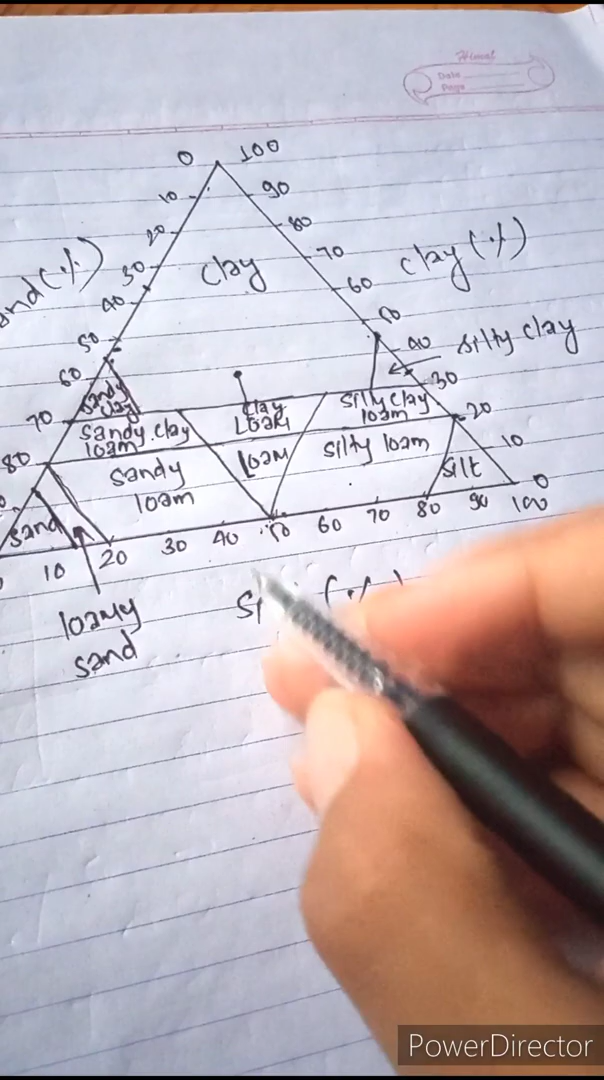 Himal
Date
Page
0 100
10 90
20 80
30 70
40 60
50 50
60 40
70 30
80 20
10
0
Clay
Clay (%)
and (%)
silty clay
Sandy
clay
Clay
Loam
silty clay
loam
Sandy clay
loam
Sandy
loam
Loam
silty loam
silt
sand
10 20 30 40 50 60 70 80 90 100
loamy
sand
(%)
PowerDirector